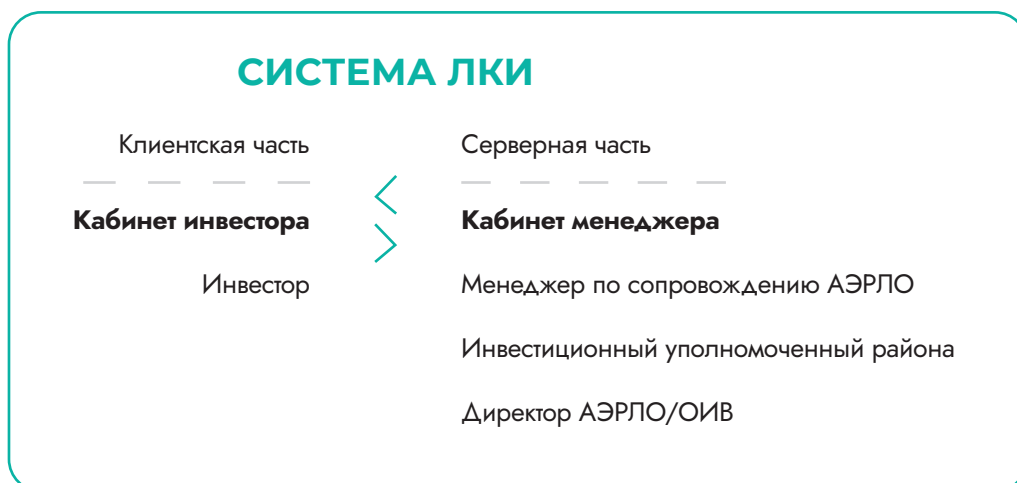 СИСТЕМА ЛКИ
Клиентская часть
Кабинет инвестора
Инвестор
Серверная часть
Кабинет менеджера
Менеджер по сопровождению АЭРЛО
Инвестиционный уполномоченный района
Директор АЭРЛО/ОИВ